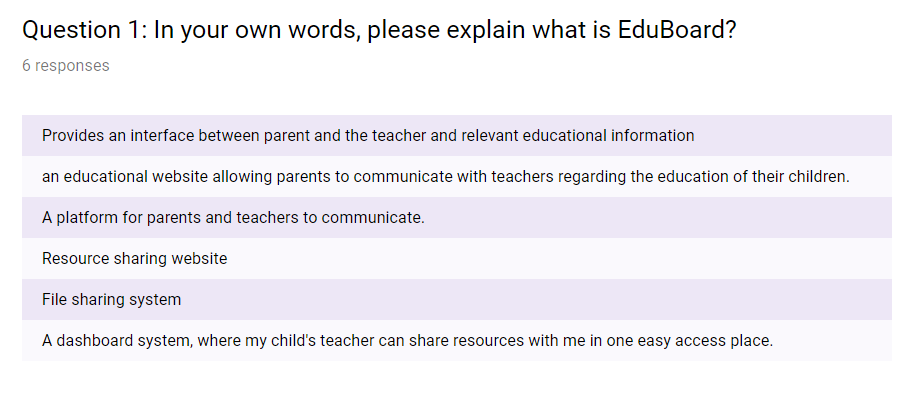 Question 1: In your own words, please explain what is EduBoard?
6 responses
Provides an interface between parent and the teacher and relevant educational information
an educational website allowing parents to communicate with teachers regarding the education of their children.
A platform for parents and teachers to communicate.
Resource sharing website
File sharing system
A dashboard system, where my child's teacher can share resources with me in one easy access place.